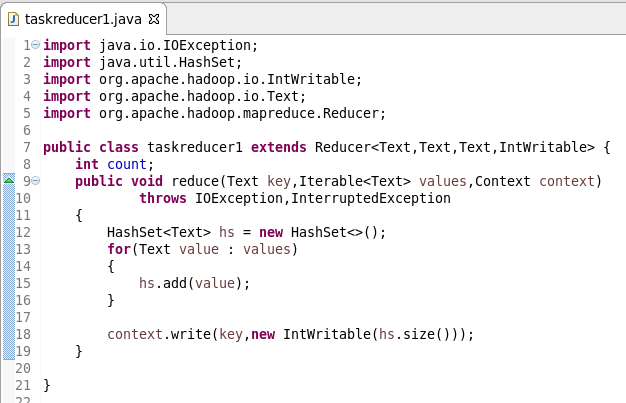 taskreducer1.java
1 import java.io.IOException;
2 import java.util.HashSet;
3 import org.apache.hadoop.io.IntWritable;
4 import org.apache.hadoop.io.Text;
5 import org.apache.hadoop.mapreduce.Reducer;
6
7 public class taskreducer1 extends Reducer<Text,Text,Text,IntWritable> {
8     int count;
9     public void reduce(Text key,Iterable<Text> values,Context context)
10             throws IOException,InterruptedException
11     {
12         HashSet<Text> hs = new HashSet<>();
13         for(Text value : values)
14         {
15             hs.add(value);
16         }
17
18         context.write(key,new IntWritable(hs.size()));
19     }
20
21 }
22